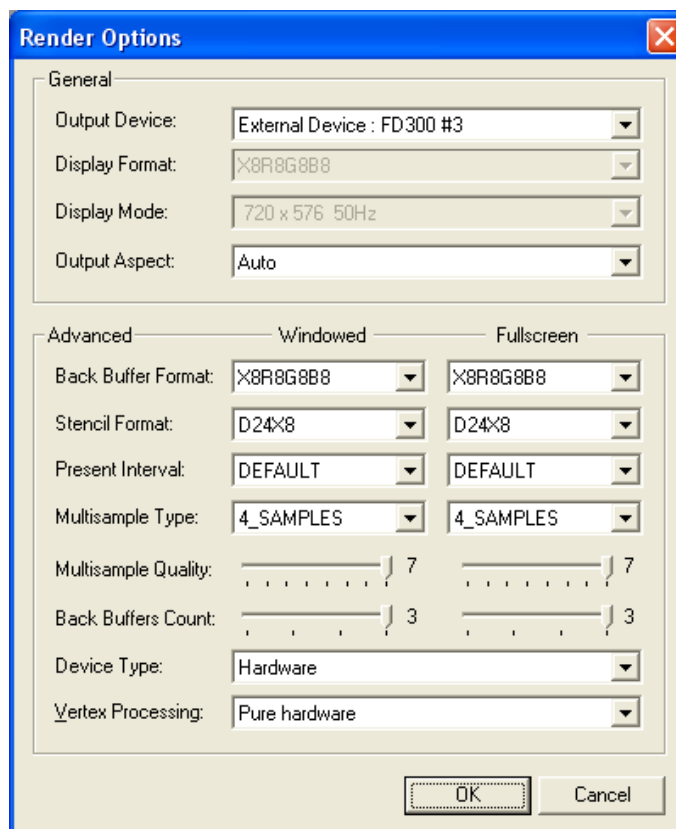 Render Options
General
Output Device: External Device : FD300 #3
Display Format: X8R8G8B8
Display Mode: 720 x 576 50Hz
Output Aspect: Auto
Advanced Windowed Fullscreen
Back Buffer Format: X8R8G8B8 X8R8G8B8
Stencil Format: D24X8 D24X8
Present Interval: DEFAULT DEFAULT
Multisample Type: 4_SAMPLES 4_SAMPLES
Multisample Quality: 7 7
Back Buffers Count: 3 3
Device Type: Hardware
Vertex Processing: Pure hardware
OK Cancel